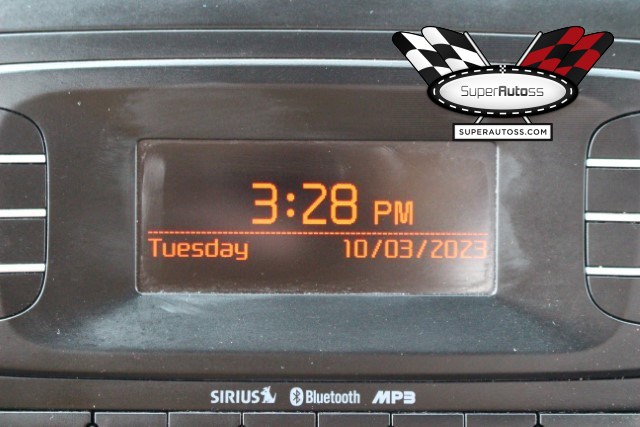 SuperAutoss
SUPERAUTOSS.COM
3:28 PM
Tuesday 10/03/2023
SIRIUS Bluetooth MP3